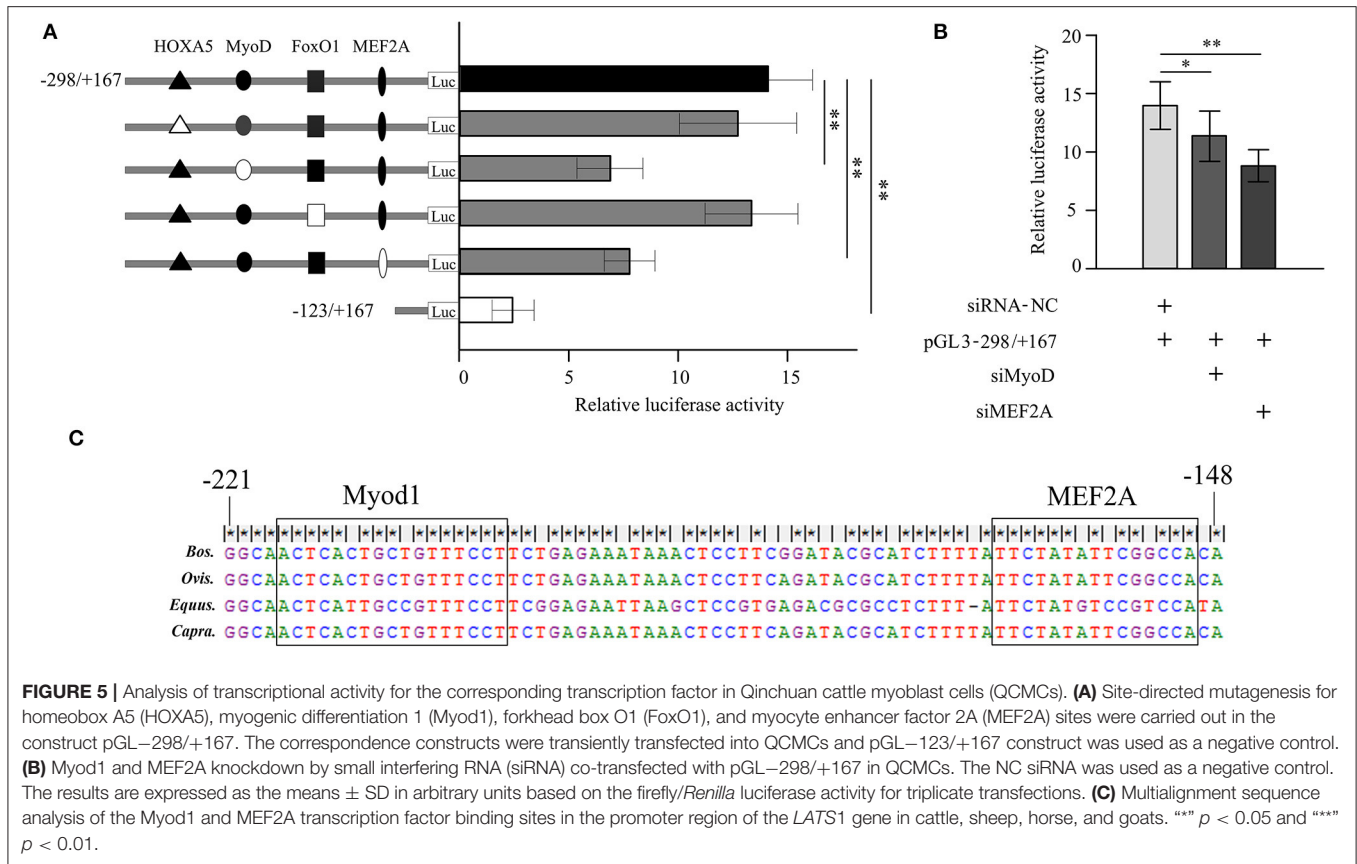 A
HOXA5 MyoD FoxO1 MEF2A
-298/+167
Luc
Luc
Luc
Luc
Luc
-123/+167
Luc
**
**
**
0 5 10 15
Relative luciferase activity
B
Relative luciferase activity
20
15
10
5
0
**
*
siRNA-NC +
pGL3-298/+167 + + +
siMyoD +
siMEF2A +
C
-221 Myod1 MEF2A -148
Bos. GGCAACTCACTGCTGTTTCCTTCTGAGAAATAAACTCCTTCGGATACGCATCTTTTATTCTATATTCGGCCACA
Ovis. GGCAACTCACTGCTGTTTCCTTCTGAGAAATAAACTCCTTCAGATACGCATCTTTTATTCTATATTCGGCCACA
Equus. GGCAACTCATTGCCGTTTCCTTCGGAGAATTAAGCTCCGTGAGACGCGCCTCTTT-ATTCTATGTCCGTCCATA
Capra. GGCAACTCACTGCTGTTTCCTTCTGAGAAATAAACTCCTTCAGATACGCATCTTTTATTCTATATTCGGCCACA
FIGURE 5 | Analysis of transcriptional activity for the corresponding transcription factor in Qinchuan cattle myoblast cells (QCMCs). (A) Site-directed mutagenesis for
homeobox A5 (HOXA5), myogenic differentiation 1 (Myod1), forkhead box O1 (FoxO1), and myocyte enhancer factor 2A (MEF2A) sites were carried out in the
construct pGL−298/+167. The correspondence constructs were transiently transfected into QCMCs and pGL−123/+167 construct was used as a negative control.
(B) Myod1 and MEF2A knockdown by small interfering RNA (siRNA) co-transfected with pGL−298/+167 in QCMCs. The NC siRNA was used as a negative control.
The results are expressed as the means ± SD in arbitrary units based on the firefly/Renilla luciferase activity for triplicate transfections. (C) Multialignment sequence
analysis of the Myod1 and MEF2A transcription factor binding sites in the promoter region of the LATS1 gene in cattle, sheep, horse, and goats. “*” p < 0.05 and “**”
p < 0.01.